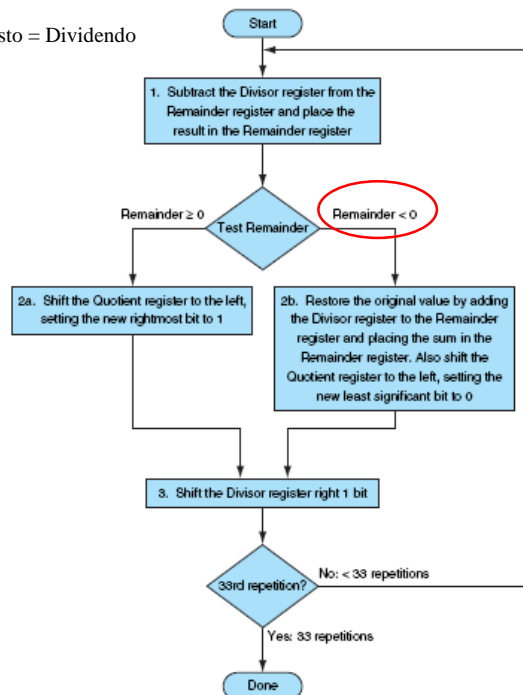 Start
sto = Dividendo
1. Subtract the Divisor register from the
Remainder register and place the
result in the Remainder register
Remainder ≥ 0
Remainder < 0
Test Remainder
2a. Shift the Quotient register to the left,
setting the new rightmost bit to 1
2b. Restore the original value by adding
the Divisor register to the Remainder
register and placing the sum in the
Remainder register. Also shift the
Quotient register to the left, setting the
new least significant bit to 0
3. Shift the Divisor register right 1 bit
33rd repetition?
No: < 33 repetitions
Yes: 33 repetitions
Done